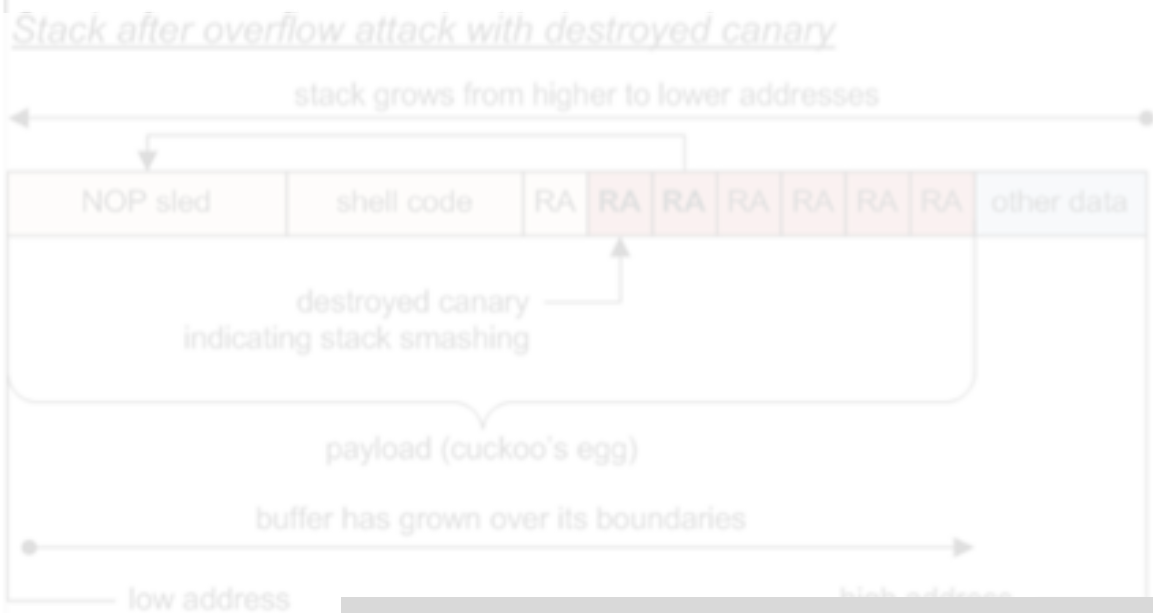 Stack after overflow attack with destroyed canary
stack grows from higher to lower addresses
NOP sled shell code RA RA RA RA RA RA RA other data
destroyed canary
indicating stack smashing
payload (cuckoo's egg)
buffer has grown over its boundaries
low address high address